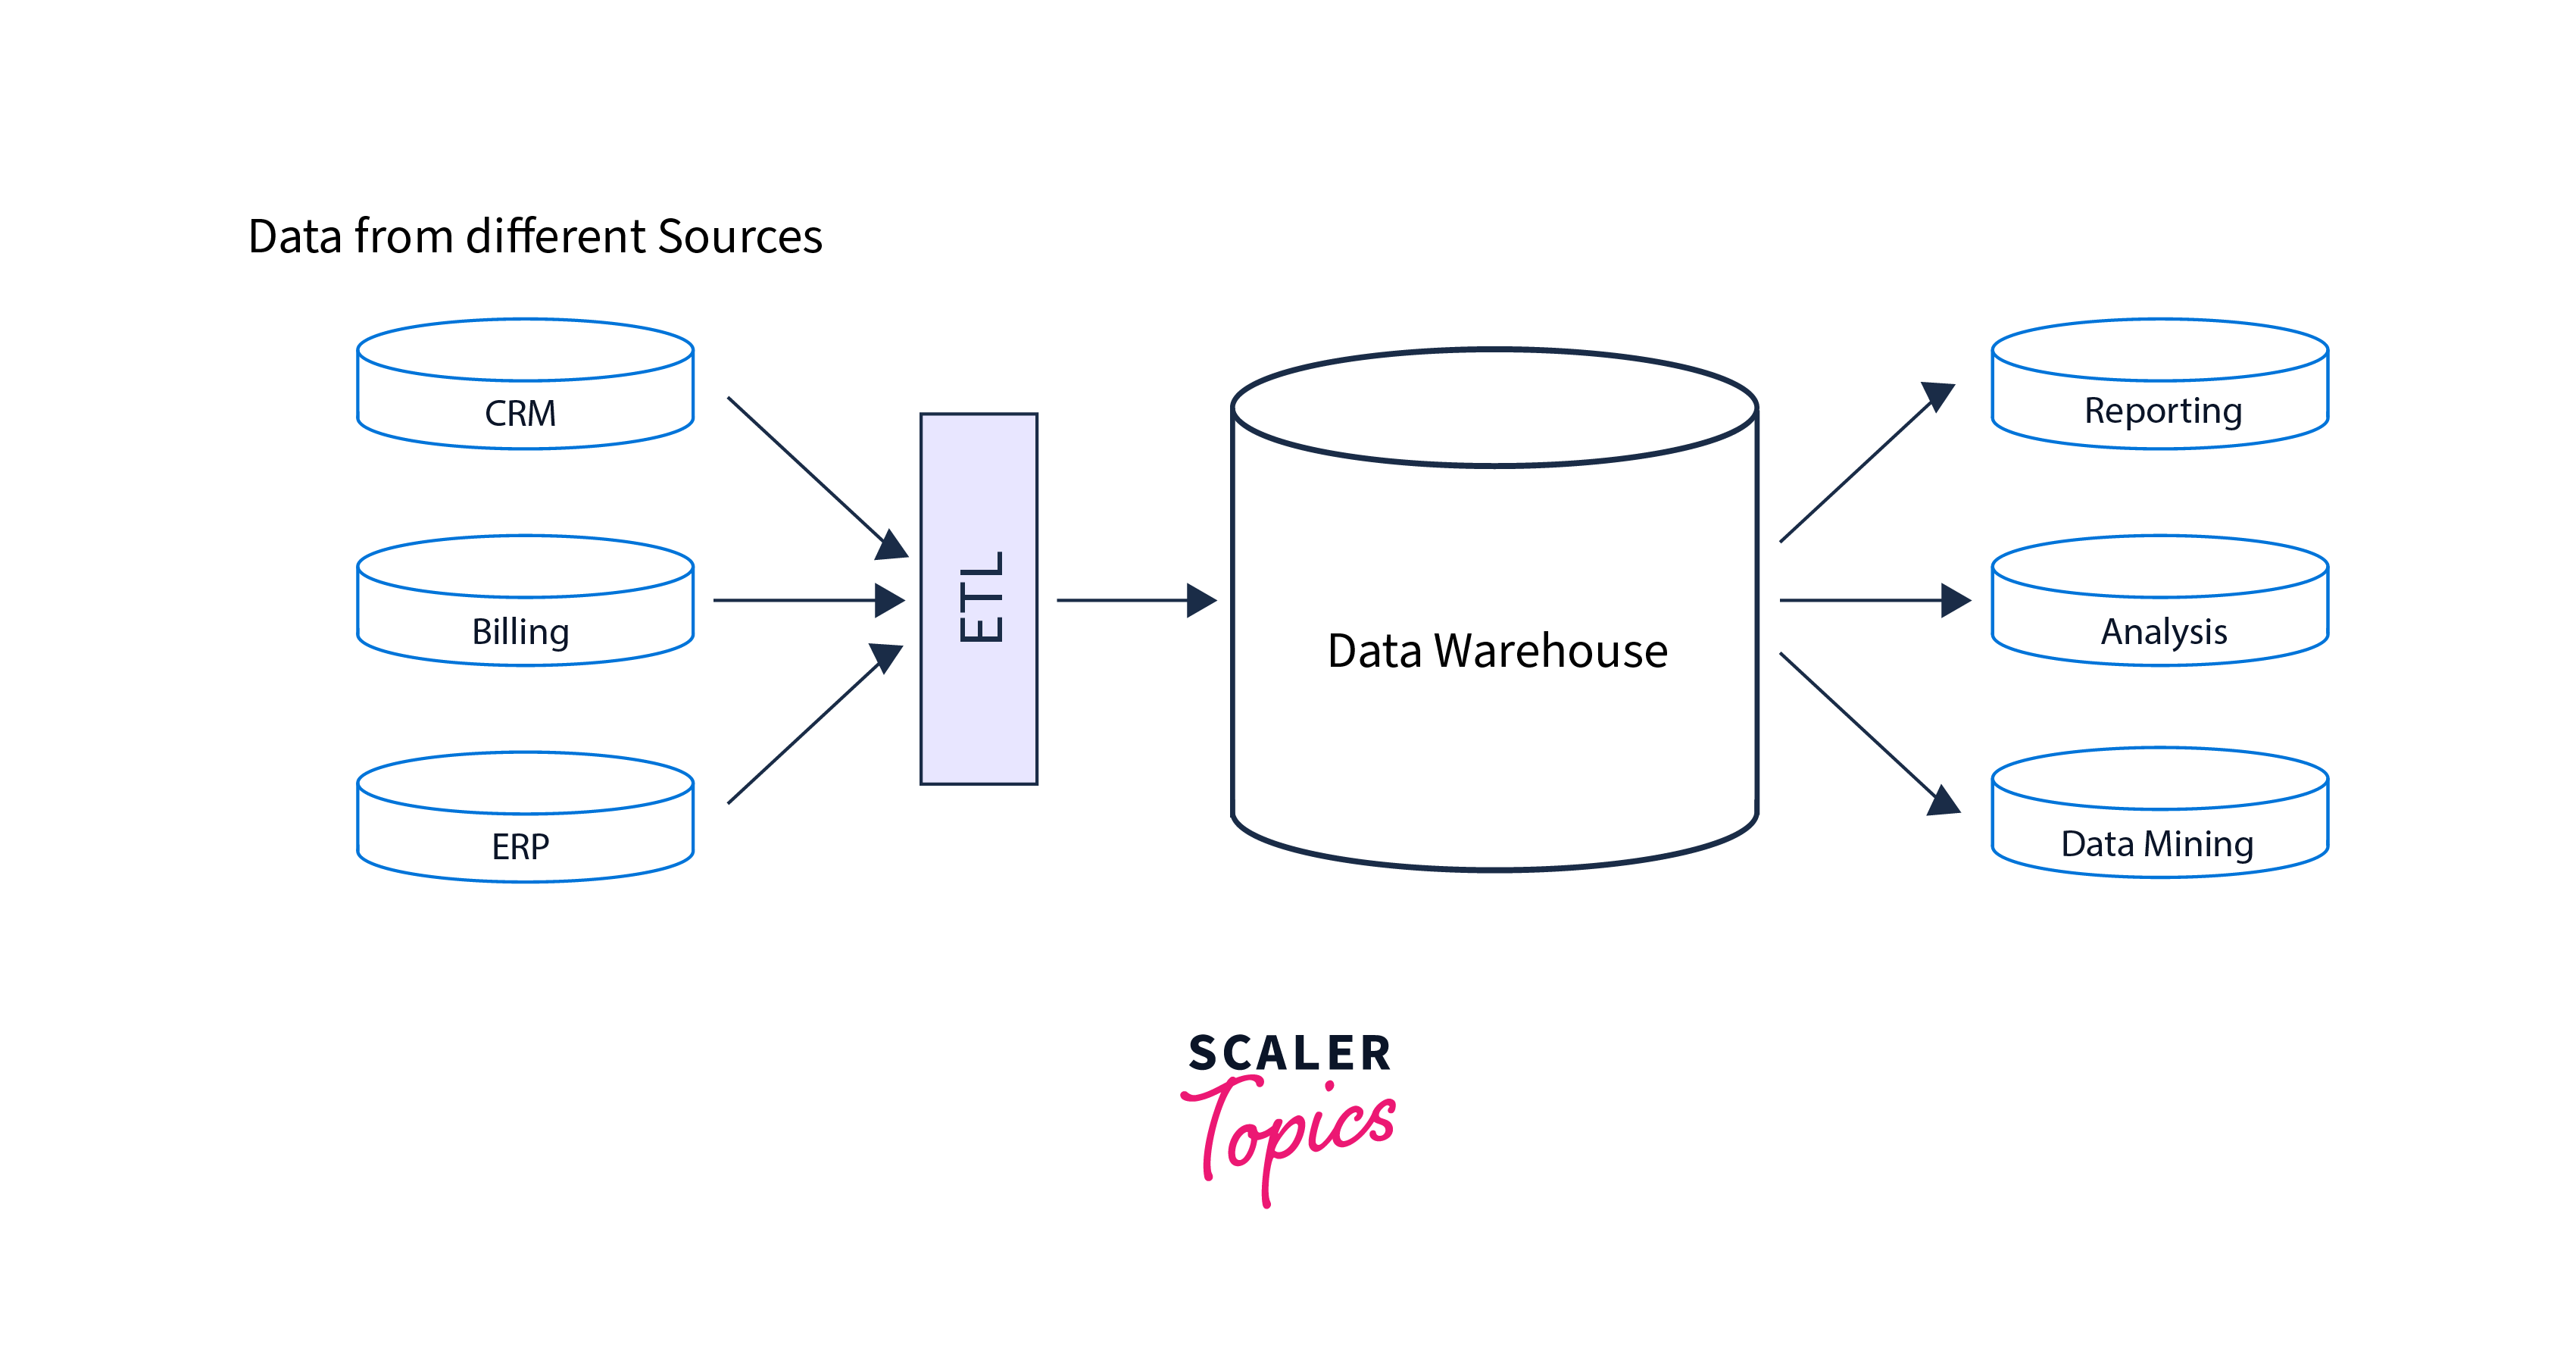 Data from different Sources
CRM
Billing
ERP
ETL
Data Warehouse
Reporting
Analysis
Data Mining
SCALER
Topics